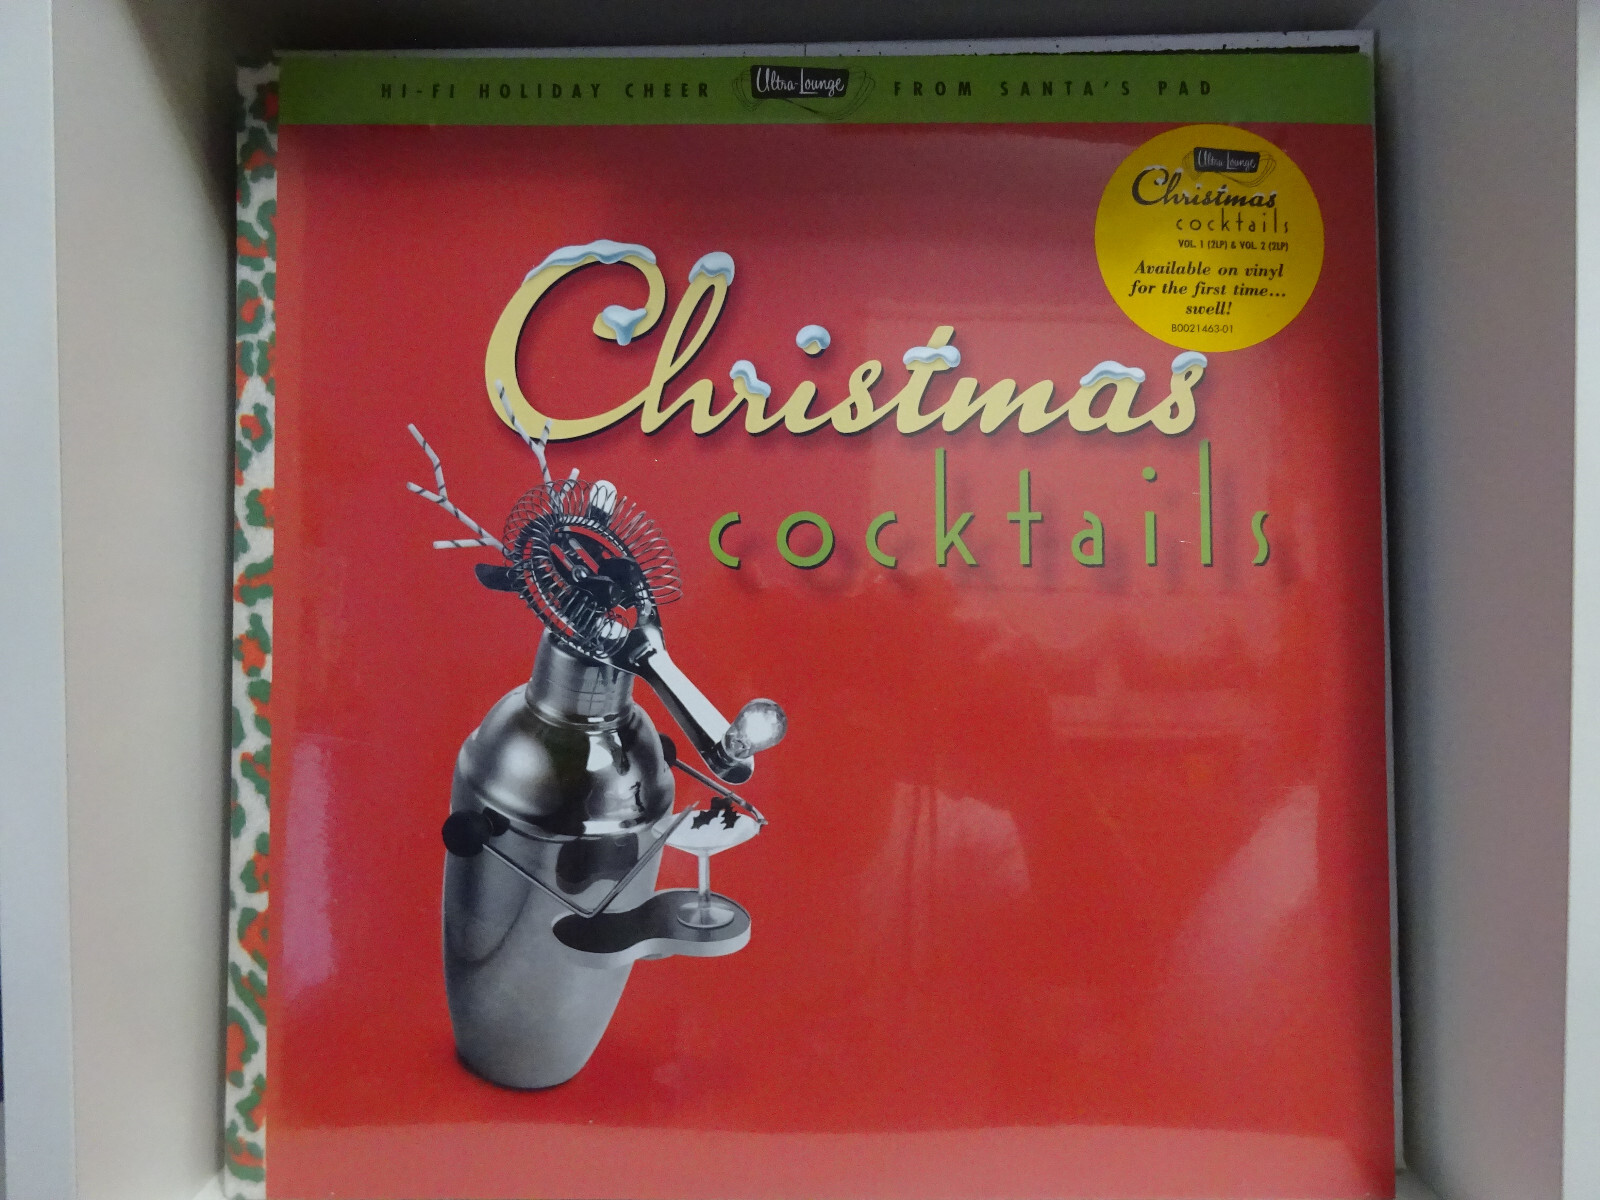 HI-FI HOLIDAY CHEER Ultra-Lounge FROM SANTA'S PAD
Ultra-Lounge
Christmas
cocktails
VOL. 1 (2LP) & VOL. 2 (2LP)
Available on vinyl
for the first time...
swell!
B0021463-01
Christmas
cocktails